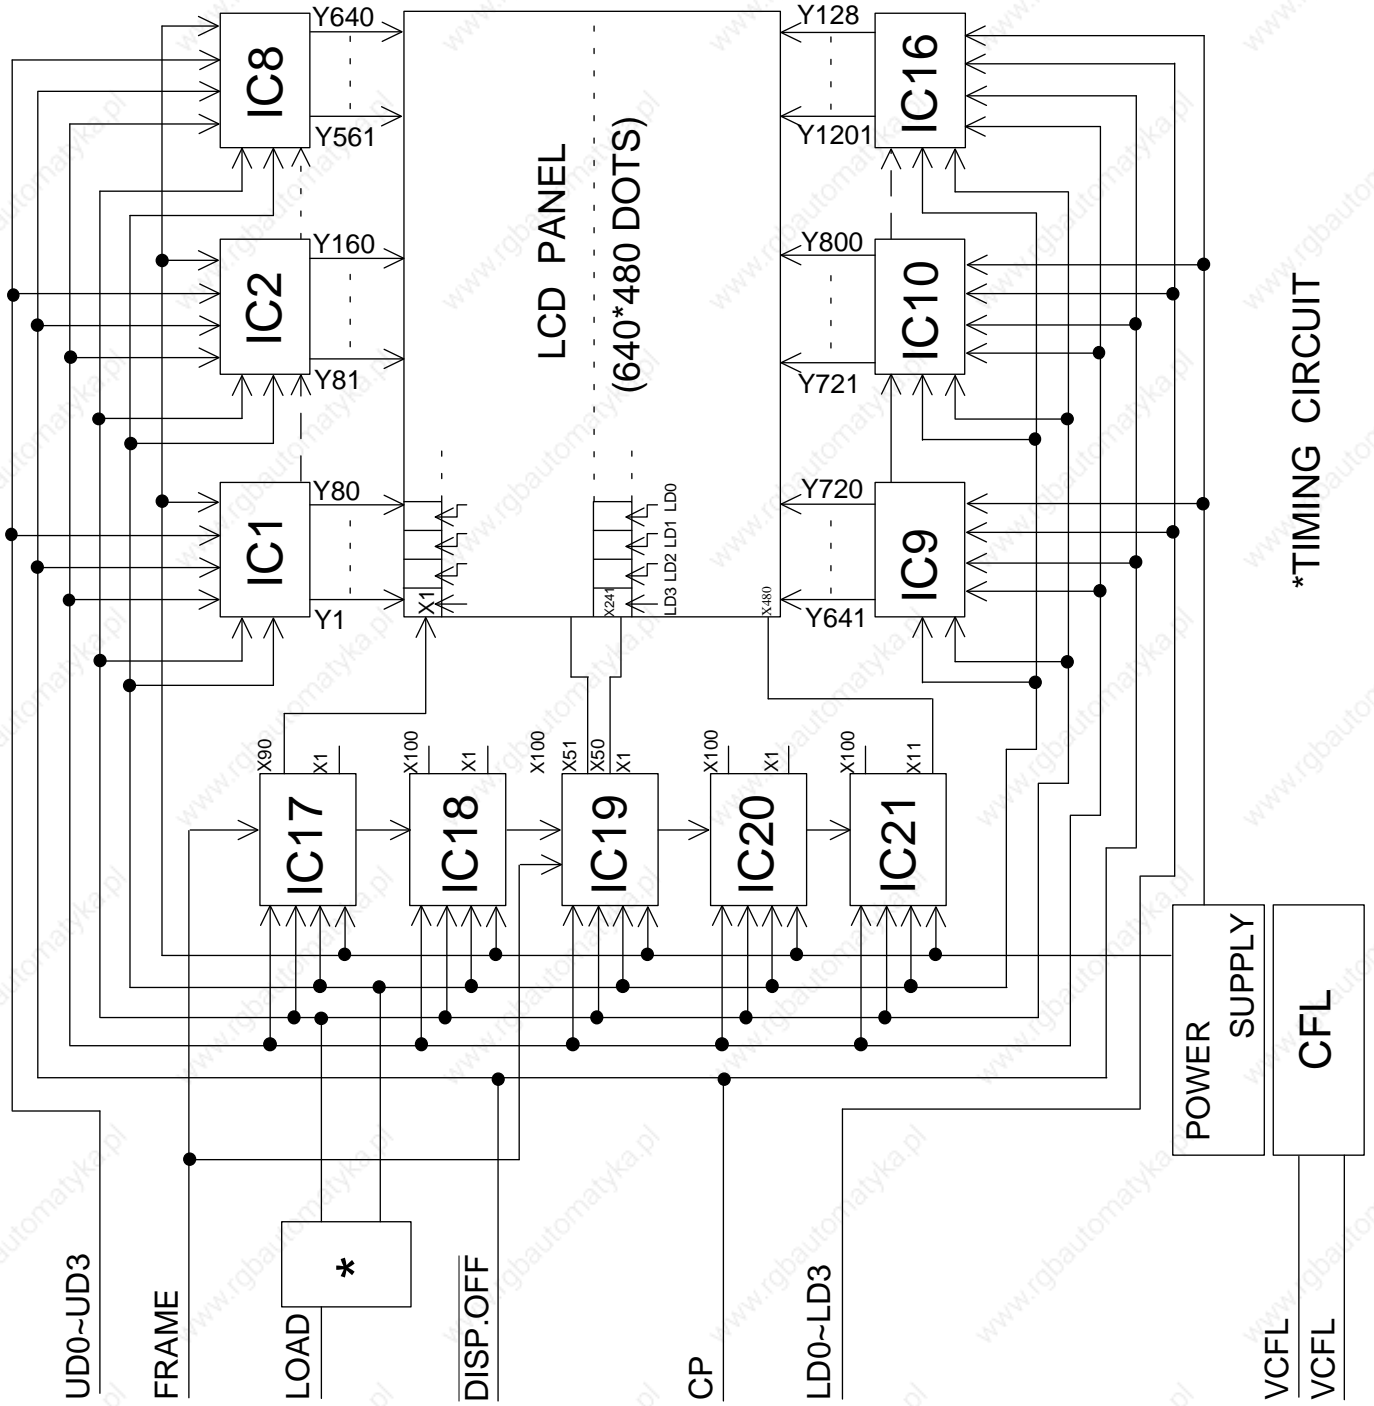 Y640
Y561
IC8
Y160
Y81
IC2
Y80
Y1
IC1
LCD PANEL
(640*480 DOTS)
Y128
Y1201
IC16
Y800
Y721
IC10
Y720
Y641
IC9
*TIMING CIRCUIT
X1
X241
LD3 LD2 LD1 LD0
X480
X90
X1
X100
X1
X100
X51
X50
X1
X100
X1
X100
X11
IC17
IC18
IC19
IC20
IC21
POWER
SUPPLY
CFL
*
UD0~UD3
FRAME
LOAD
DISP.OFF
CP
LD0~LD3
VCFL
VCFL
www.rgbautomatyka.pl